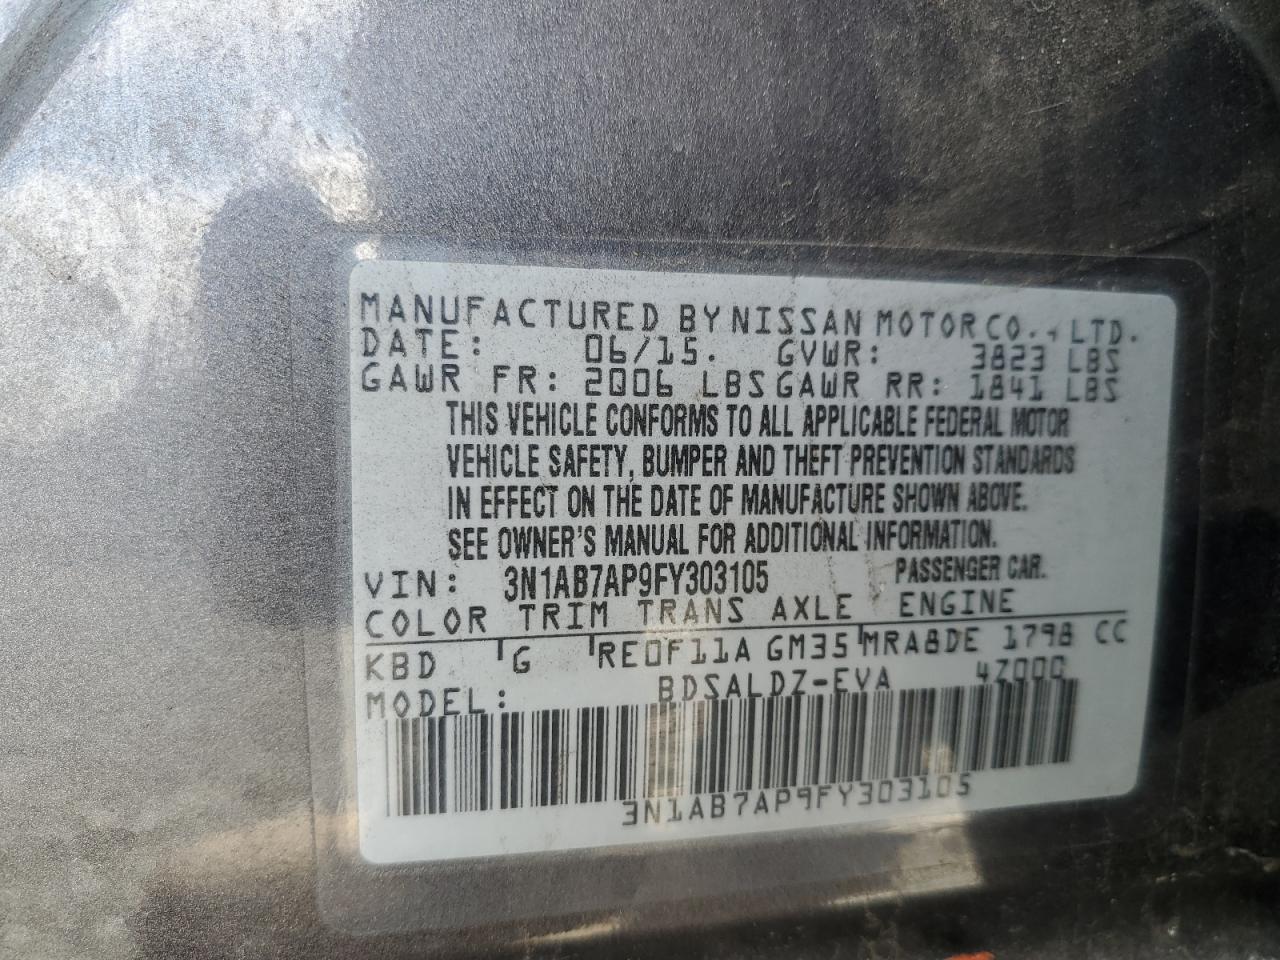 MANUFACTURED BY NISSAN MOTOR CO., LTD.
DATE: 06/15. GVWR: 3823 LBS
GAWR FR: 2006 LBS GAWR RR: 1841 LBS
THIS VEHICLE CONFORMS TO ALL APPLICABLE FEDERAL MOTOR
VEHICLE SAFETY, BUMPER AND THEFT PREVENTION STANDARDS
IN EFFECT ON THE DATE OF MANUFACTURE SHOWN ABOVE.
SEE OWNER'S MANUAL FOR ADDITIONAL INFORMATION.
VIN: 3N1AB7AP9FY303105 PASSENGER CAR.
COLOR TRIM TRANS AXLE ENGINE
KBD G RE0F11A GM35 MRA8DE 1798 CC
MODEL: BDSALDZ-EVA 4Z000
3N1AB7AP9FY303105